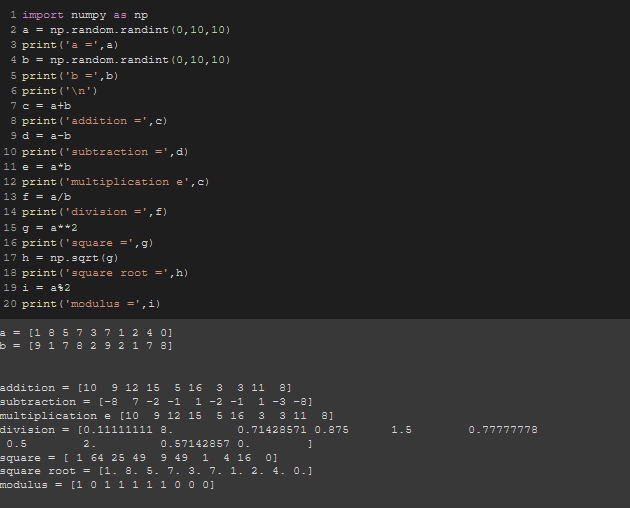 1 import numpy as np
2 a = np.random.randint(0,10,10)
3 print('a =',a)
4 b = np.random.randint(0,10,10)
5 print('b =',b)
6 print('\n')
7 c = a+b
8 print('addition =',c)
9 d = a-b
10 print('subtraction =',d)
11 e = a*b
12 print('multiplication e',c)
13 f = a/b
14 print('division =',f)
15 g = a**2
16 print('square =',g)
17 h = np.sqrt(g)
18 print('square root =',h)
19 i = a%2
20 print('modulus =',i)
a = [1 8 5 7 3 7 1 2 4 0]
b = [9 1 7 8 2 9 2 1 7 8]
addition = [10  9 12 15  5 16  3  3 11  8]
subtraction = [-8  7 -2 -1  1 -2 -1  1 -3 -8]
multiplication e [10  9 12 15  5 16  3  3 11  8]
division = [0.11111111 8.         0.71428571 0.875      1.5        0.77777778
 0.5        2.         0.57142857 0.        ]
square = [ 1 64 25 49  9 49  1  4 16  0]
square root = [1. 8. 5. 7. 3. 7. 1. 2. 4. 0.]
modulus = [1 0 1 1 1 1 1 0 0 0]